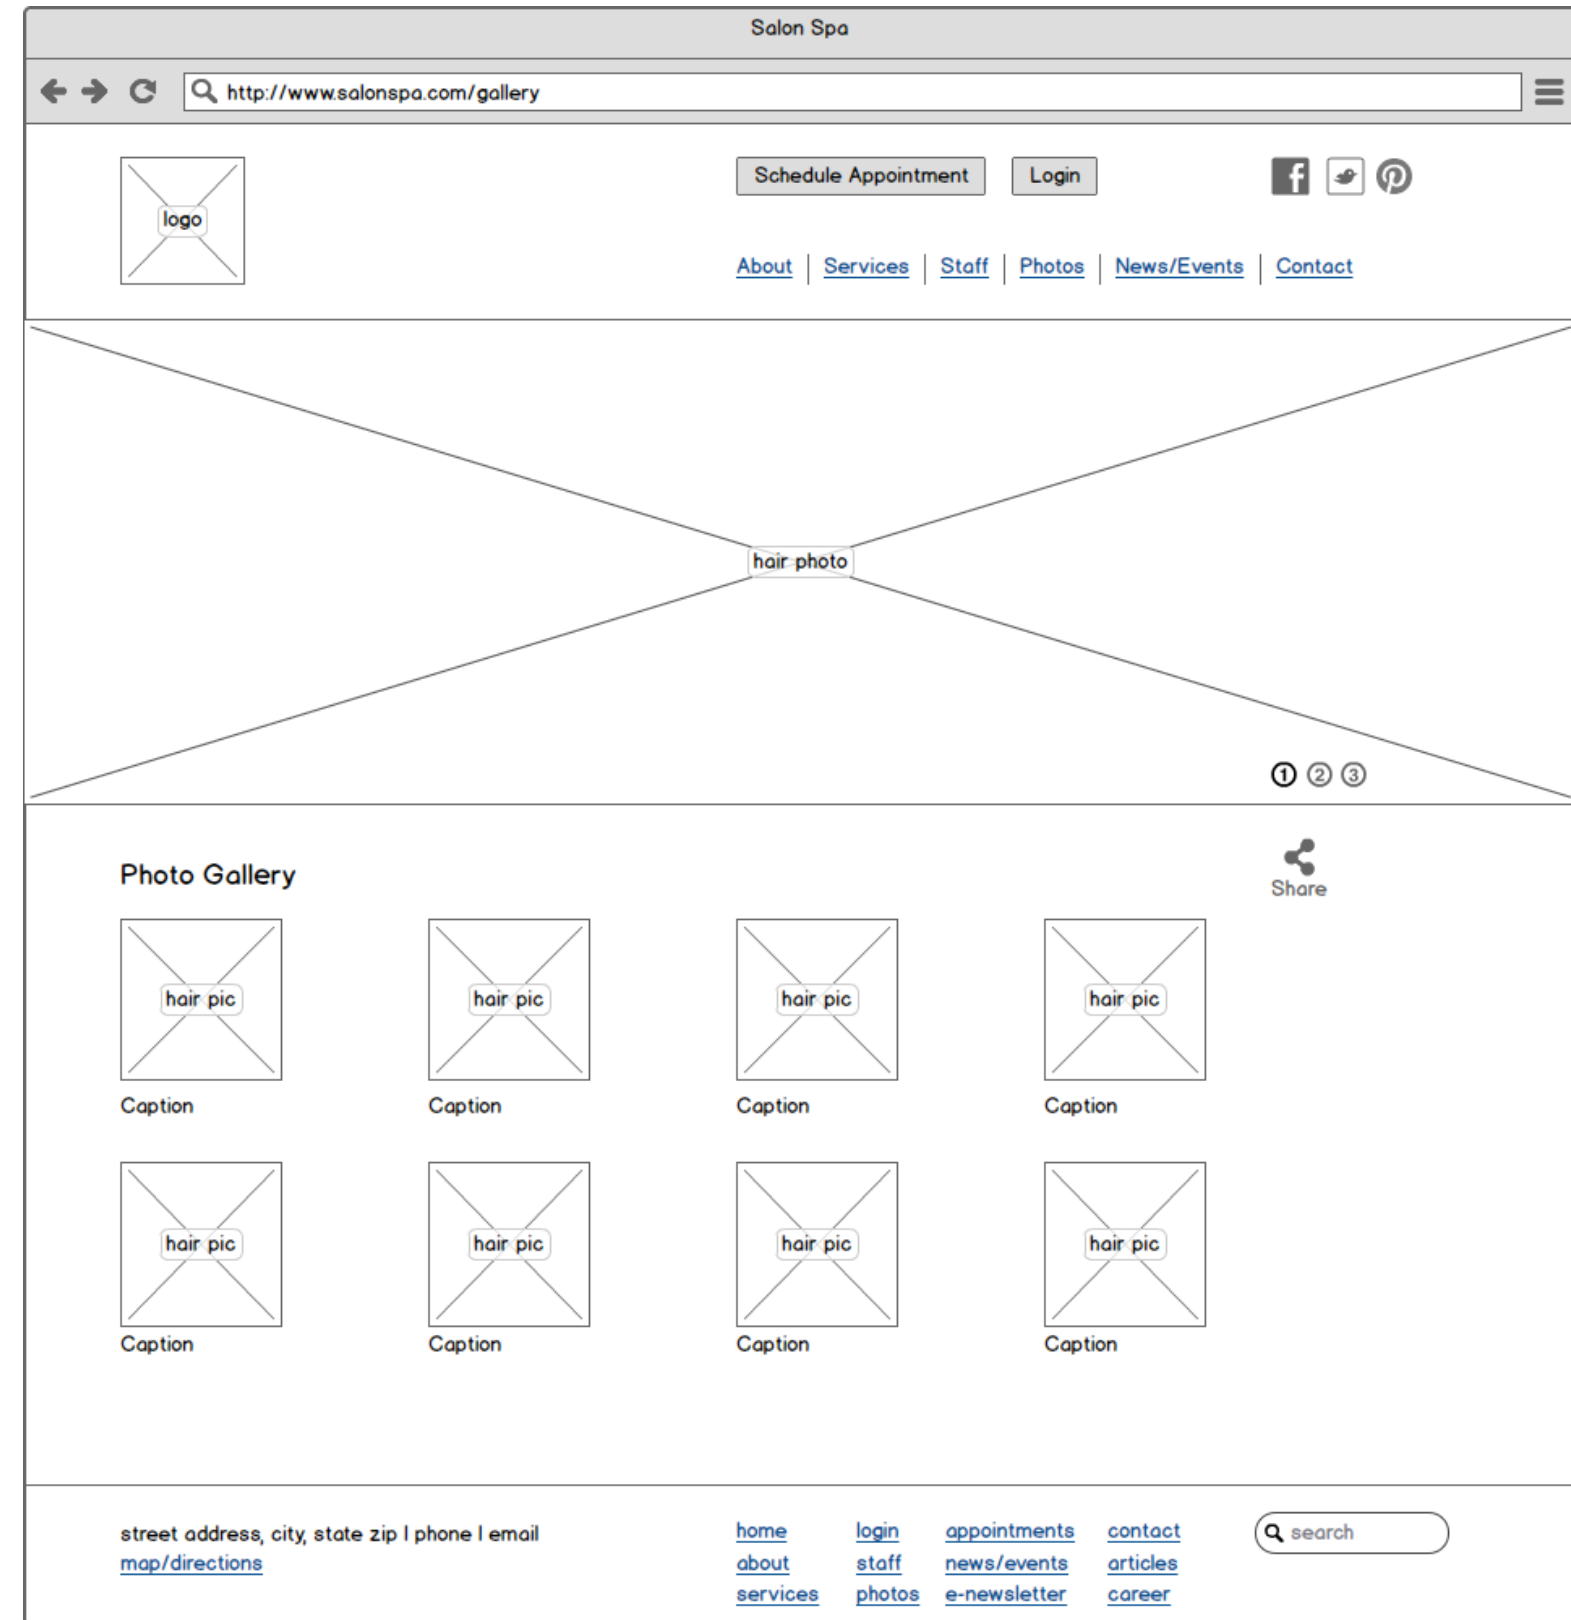 Salon Spa
http://www.salonspa.com/gallery
logo
Schedule Appointment Login
About Services Staff Photos News/Events Contact
hair photo
1 2 3
Photo Gallery
Share
hair pic hair pic hair pic hair pic
Caption Caption Caption Caption
hair pic hair pic hair pic hair pic
Caption Caption Caption Caption
street address, city, state zip | phone | email
map/directions
home login appointments contact
about staff news/events articles
services photos e-newsletter career
search